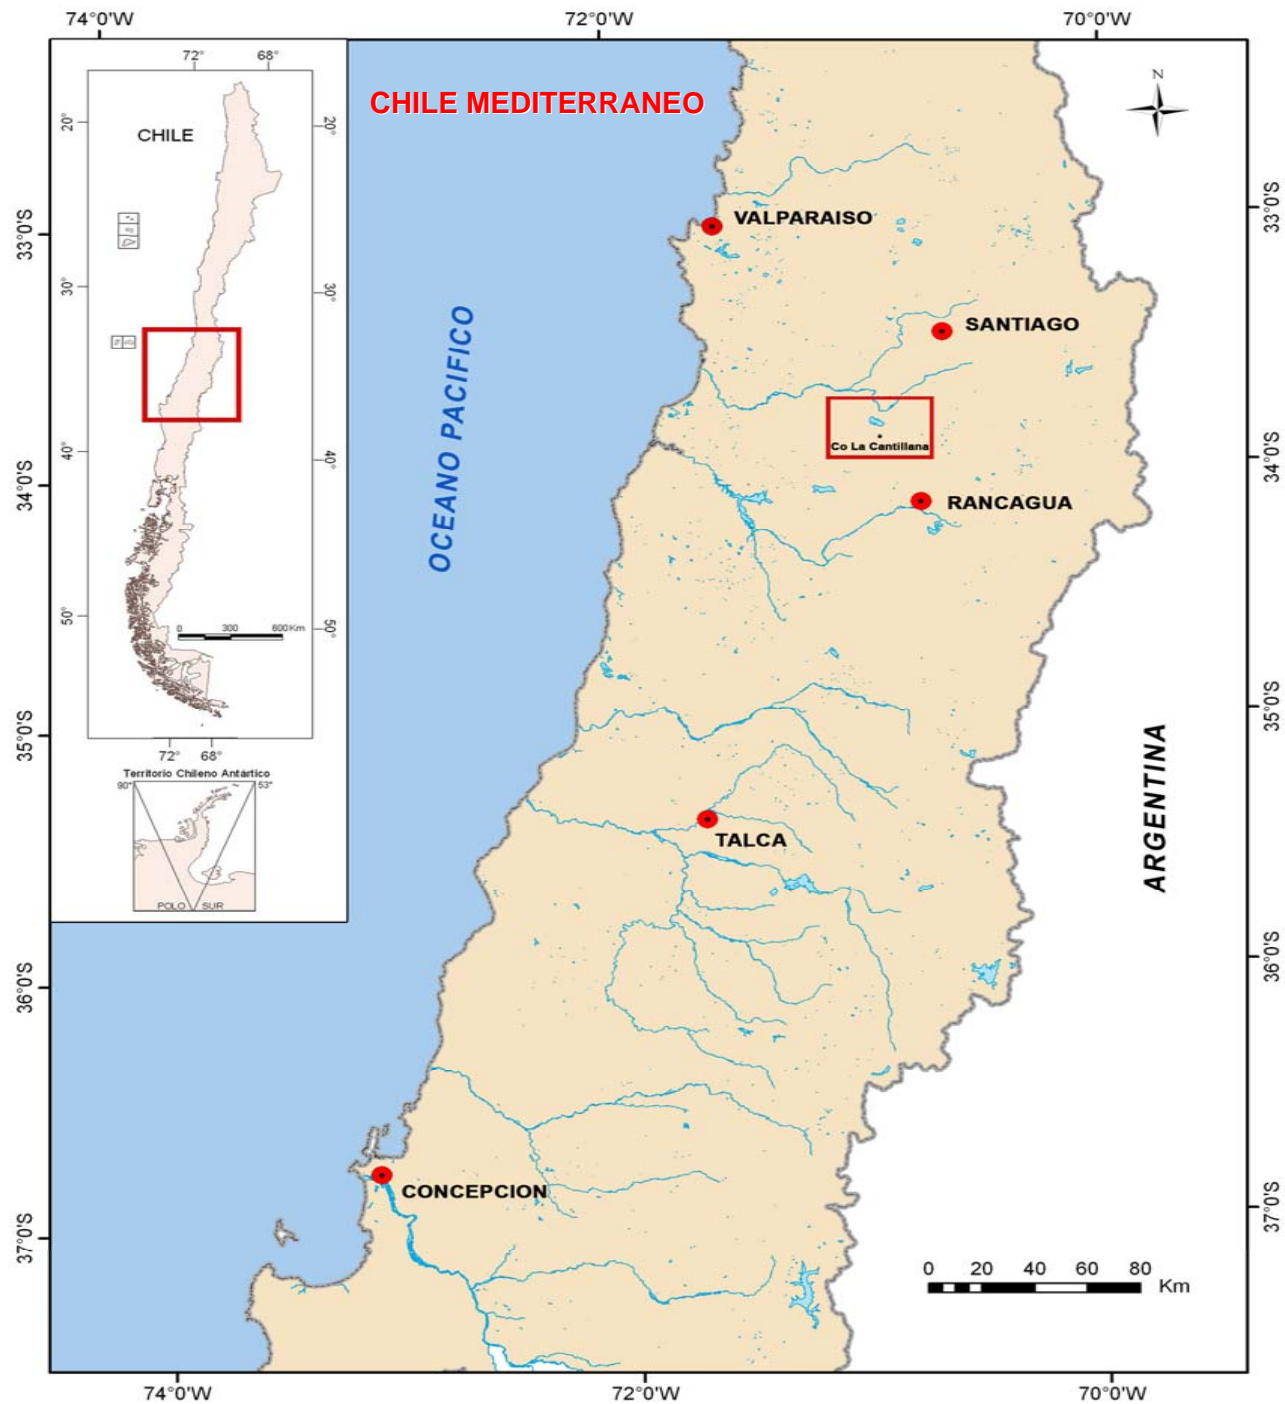 74°0'W 72°0'W 70°0'W
72° 68°
CHILE MEDITERRANEO
N
CHILE
20° 20°
33°0'S 33°0'S
VALPARAISO
30° 30°
SANTIAGO
OCEANO PACIFICO
Co La Cantillana
40° 40°
34°0'S 34°0'S
RANCAGUA
50° 50°
0 300 600 Km
72° 68°
35°0'S 35°0'S
Territorio Chileno Antártico
90° 53°
ARGENTINA
TALCA
POLO SUR
36°0'S 36°0'S
CONCEPCION
37°0'S 37°0'S
0 20 40 60 80
Km
74°0'W 72°0'W 70°0'W